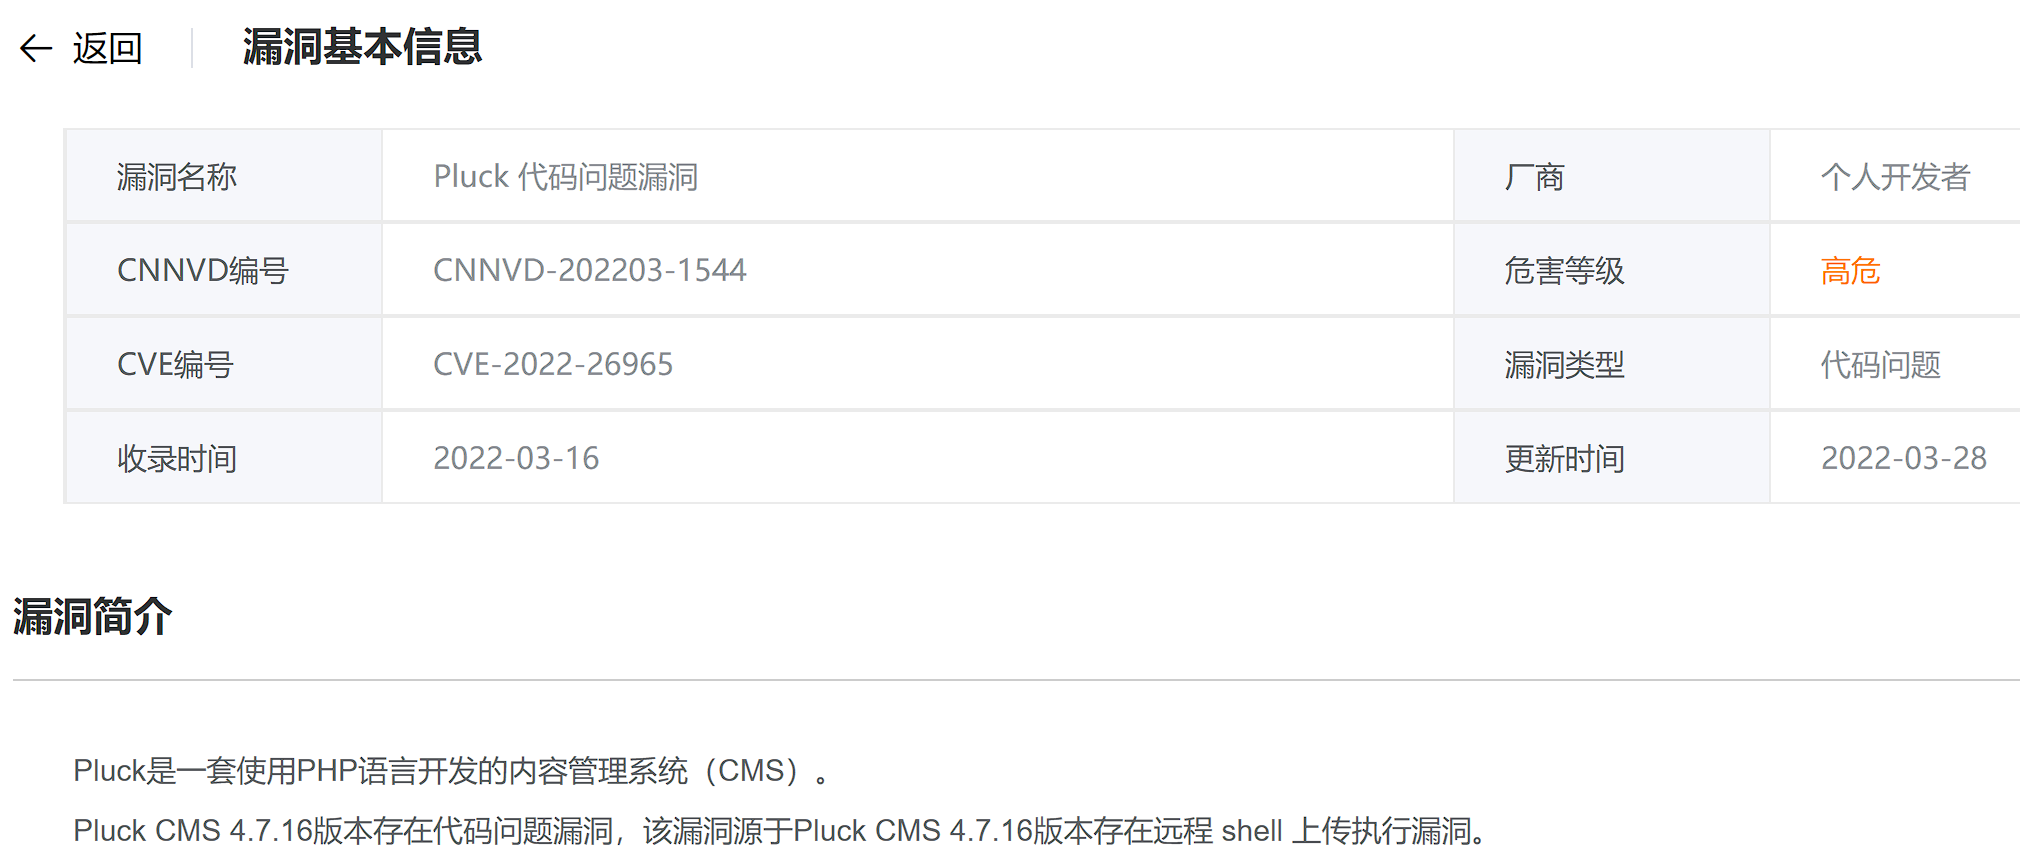 返回 漏洞基本信息
漏洞名称 Pluck 代码问题漏洞 厂商 个人开发者
CNNVD编号 CNNVD-202203-1544 危害等级 高危
CVE编号 CVE-2022-26965 漏洞类型 代码问题
收录时间 2022-03-16 更新时间 2022-03-28
漏洞简介
Pluck是一套使用PHP语言开发的内容管理系统（CMS）。
Pluck CMS 4.7.16版本存在代码问题漏洞，该漏洞源于Pluck CMS 4.7.16版本存在远程 shell 上传执行漏洞。